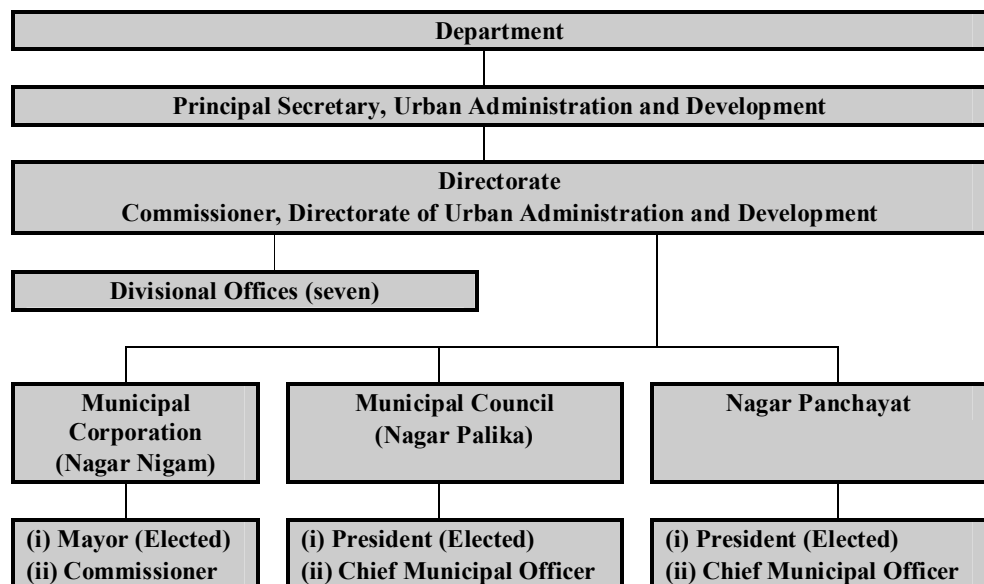 Department
Principal Secretary, Urban Administration and Development
Directorate
Commissioner, Directorate of Urban Administration and Development
Divisional Offices (seven)
Municipal
Corporation
(Nagar Nigam)
Municipal Council
(Nagar Palika)
Nagar Panchayat
(i) Mayor (Elected)
(ii) Commissioner
(i) President (Elected)
(ii) Chief Municipal Officer
(i) President (Elected)
(ii) Chief Municipal Officer